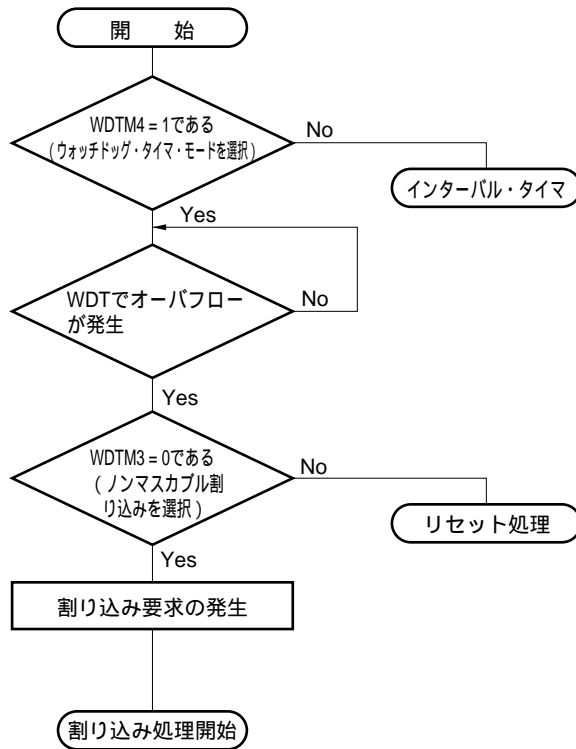 開 始
WDTM4 = 1である
(ウォッチドッグ・タイマ・モードを選択)
No
インターバル・タイマ
Yes
WDTでオーバフロー
が発生
No
Yes
WDTM3 = 0である
(ノンマスカブル割
り込みを選択)
No
リセット処理
Yes
割り込み要求の発生
割り込み処理開始